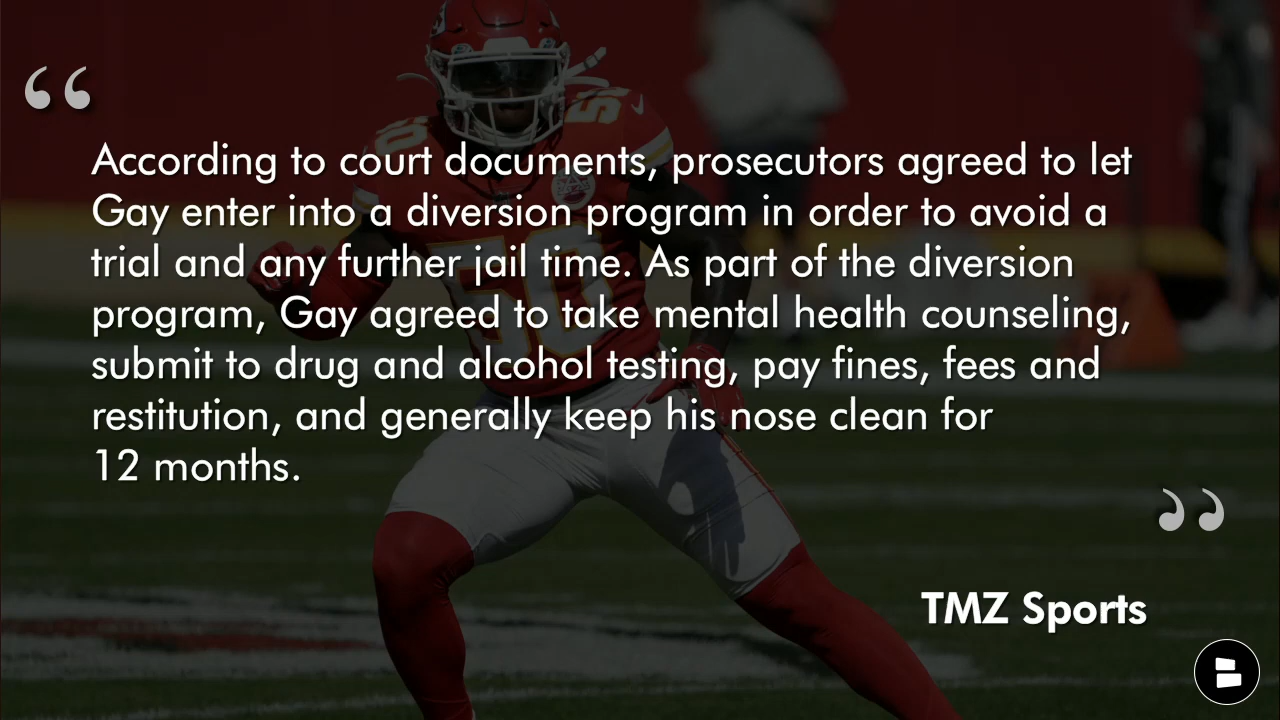 “
According to court documents, prosecutors agreed to let
Gay enter into a diversion program in order to avoid a
trial and any further jail time. As part of the diversion
program, Gay agreed to take mental health counseling,
submit to drug and alcohol testing, pay fines, fees and
restitution, and generally keep his nose clean for
12 months.
”
TMZ Sports
50
50
50